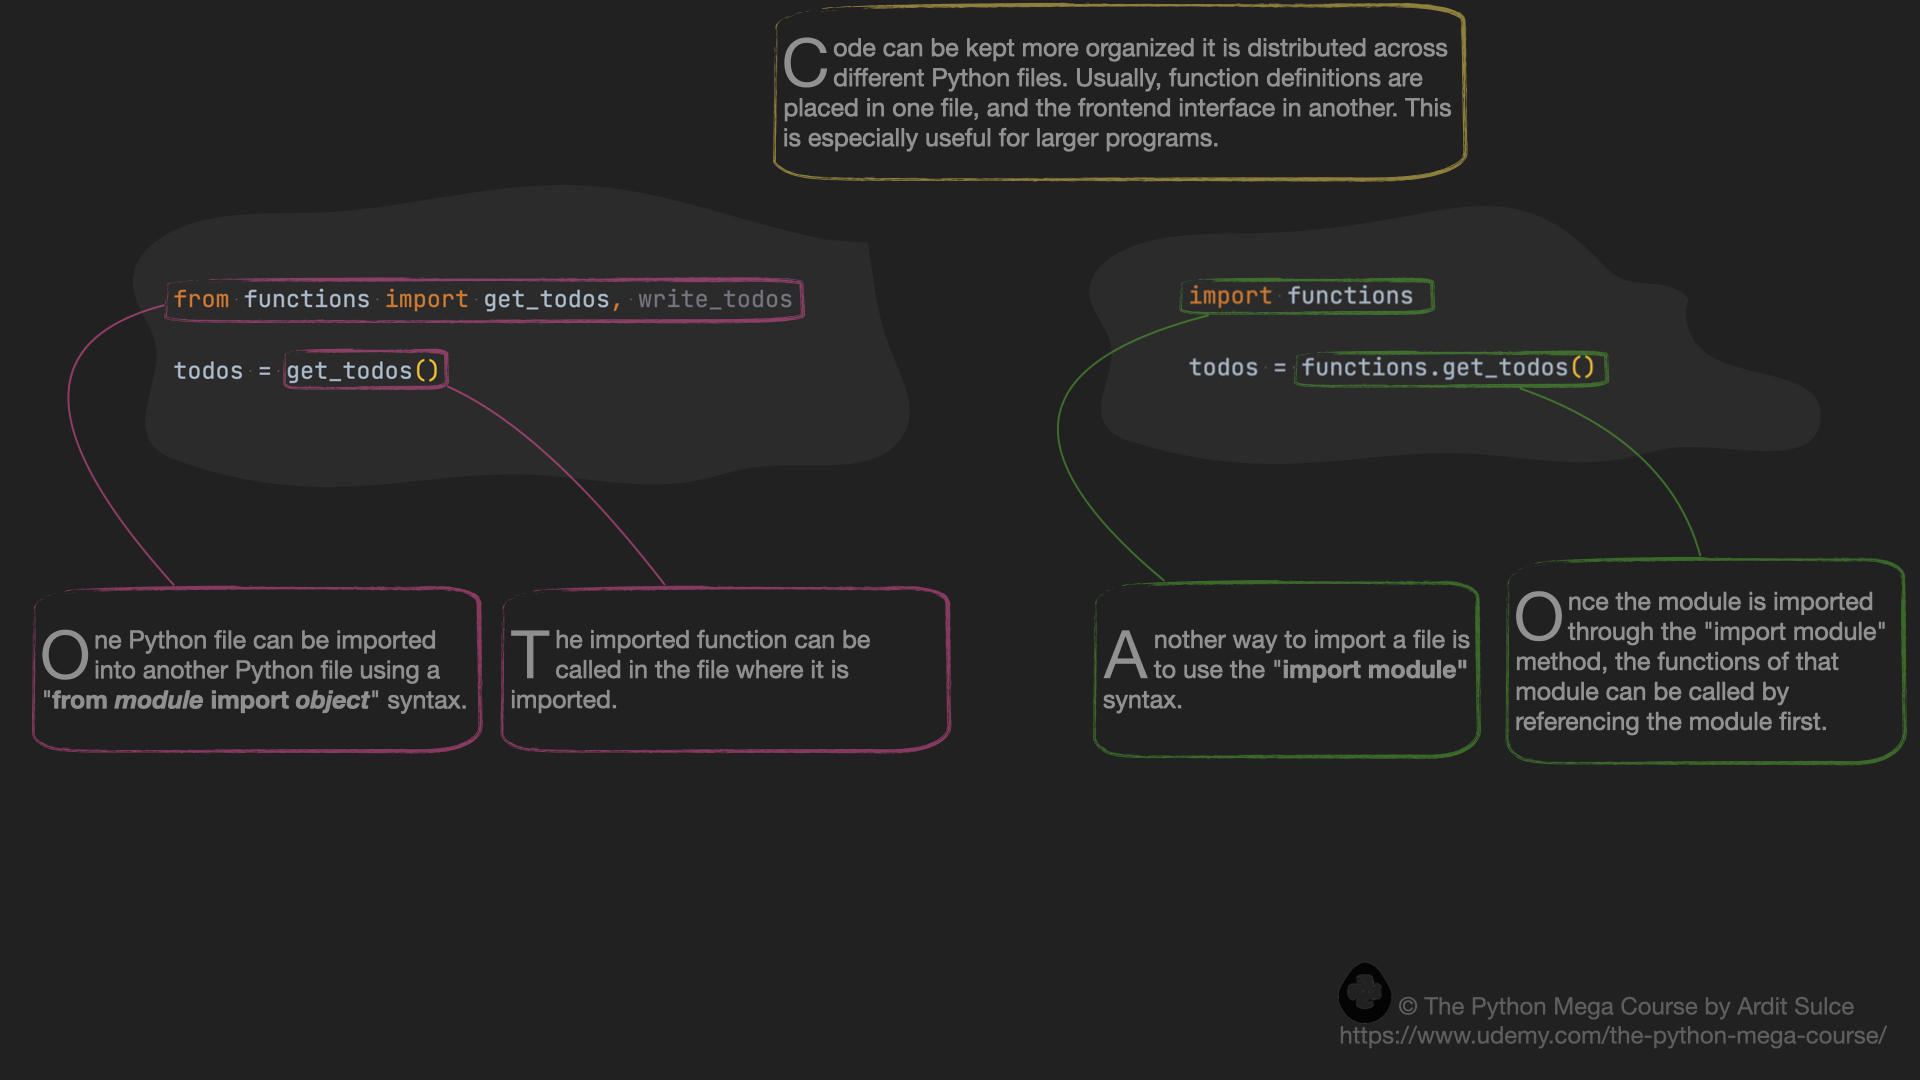 Code can be kept more organized it is distributed across
different Python files. Usually, function definitions are
placed in one file, and the frontend interface in another. This
is especially useful for larger programs.
from functions import get_todos, write_todos
todos = get_todos()
import functions
todos = functions.get_todos()
One Python file can be imported
into another Python file using a
"from module import object" syntax.
The imported function can be
called in the file where it is
imported.
Another way to import a file is
to use the "import module"
syntax.
Once the module is imported
through the "import module"
method, the functions of that
module can be called by
referencing the module first.
© The Python Mega Course by Ardit Sulce
https://www.udemy.com/the-python-mega-course/